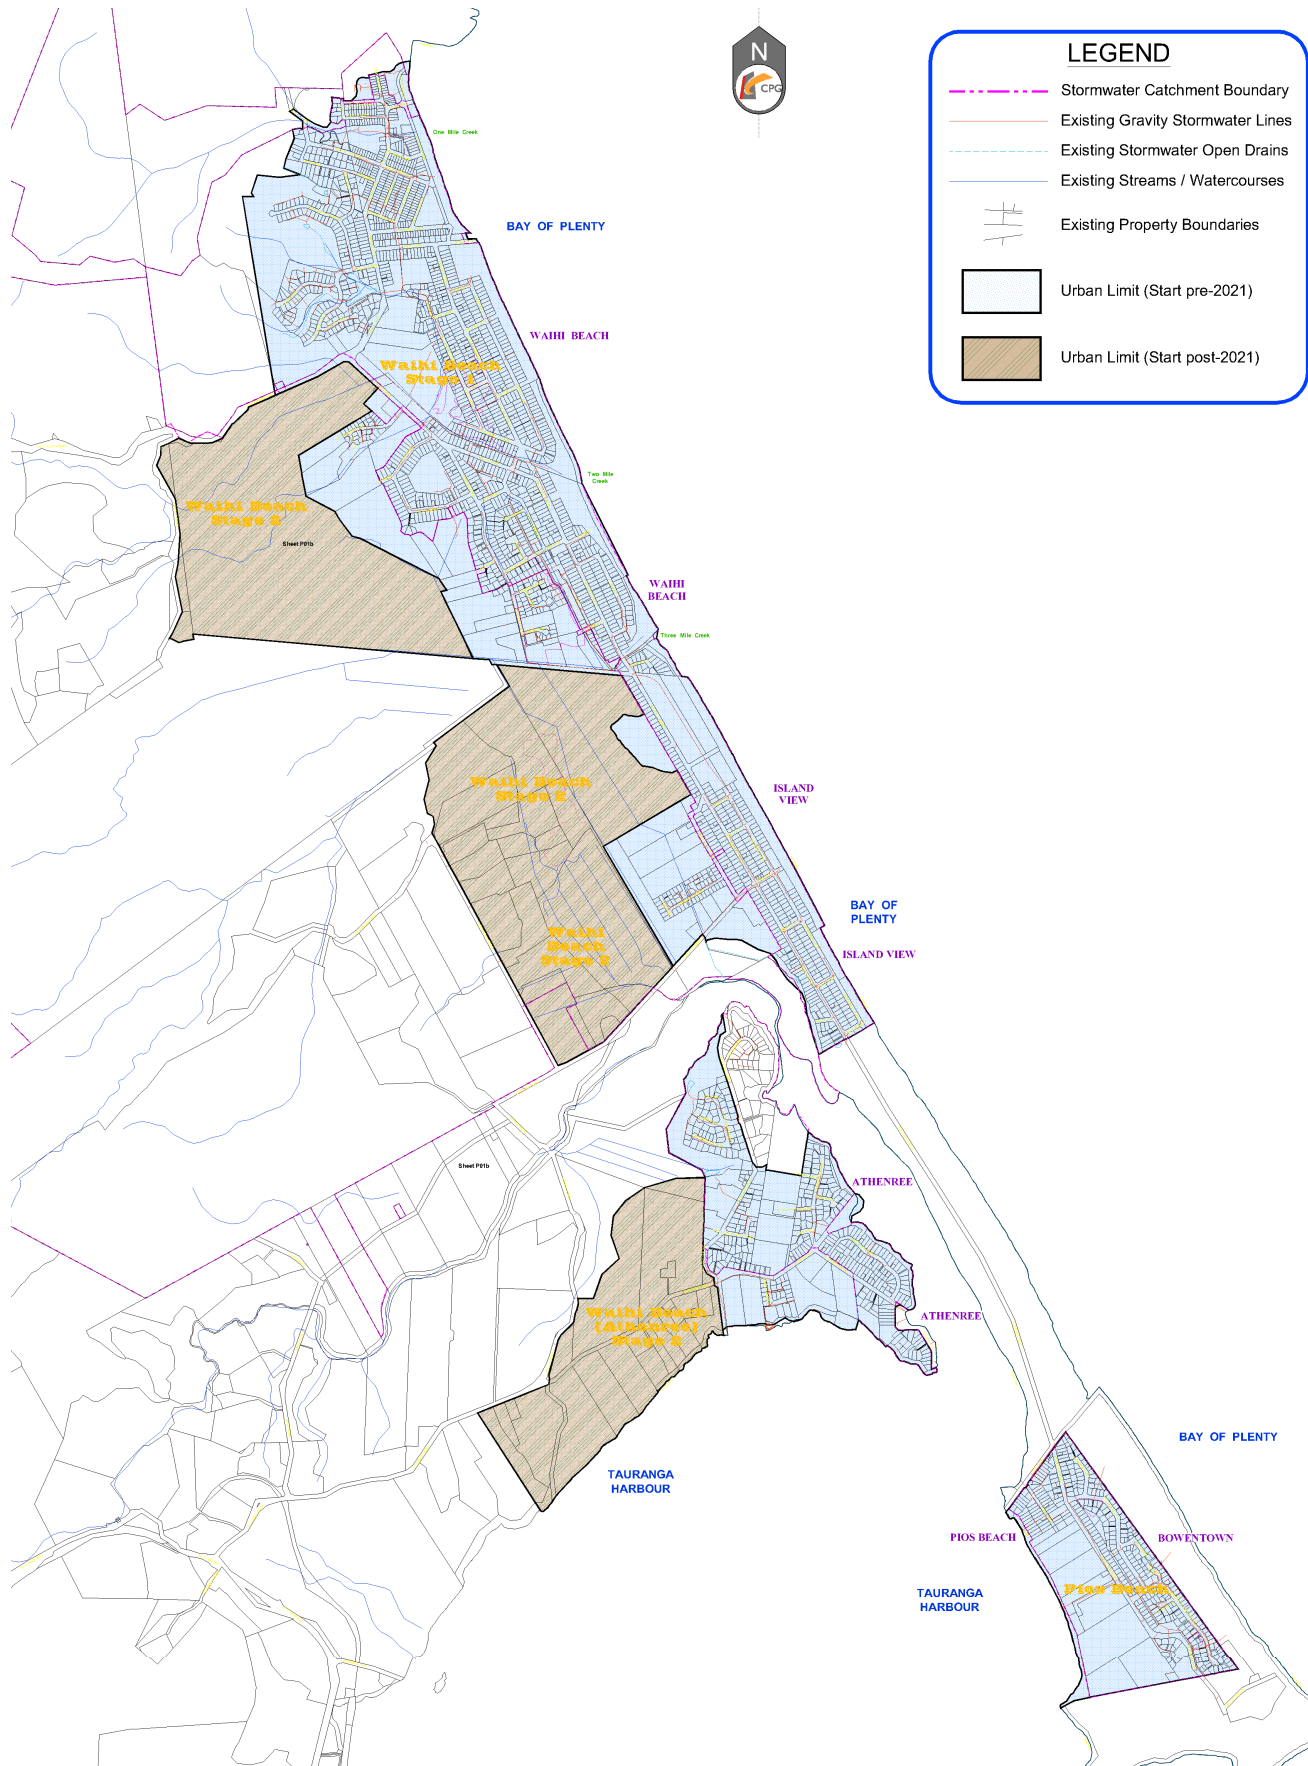 N
CPG
LEGEND
Stormwater Catchment Boundary
Existing Gravity Stormwater Lines
Existing Stormwater Open Drains
Existing Streams / Watercourses
Existing Property Boundaries
Urban Limit (Start pre-2021)
Urban Limit (Start post-2021)
One Mile Creek
BAY OF PLENTY
WAIHI BEACH
Waihi Beach
Stage 1
Two Mile
Creek
Waihi Beach
Stage 2
Sheet P01b
WAIHI
BEACH
Three Mile Creek
Waihi Beach
Stage 2
ISLAND
VIEW
BAY OF
PLENTY
Waihi
Beach
Stage 2
ISLAND VIEW
Sheet P01b
ATHENREE
Waihi Beach
(Athenree)
Stage 2
ATHENREE
BAY OF PLENTY
TAURANGA
HARBOUR
PIOS BEACH
BOWENTOWN
Pios Beach
TAURANGA
HARBOUR